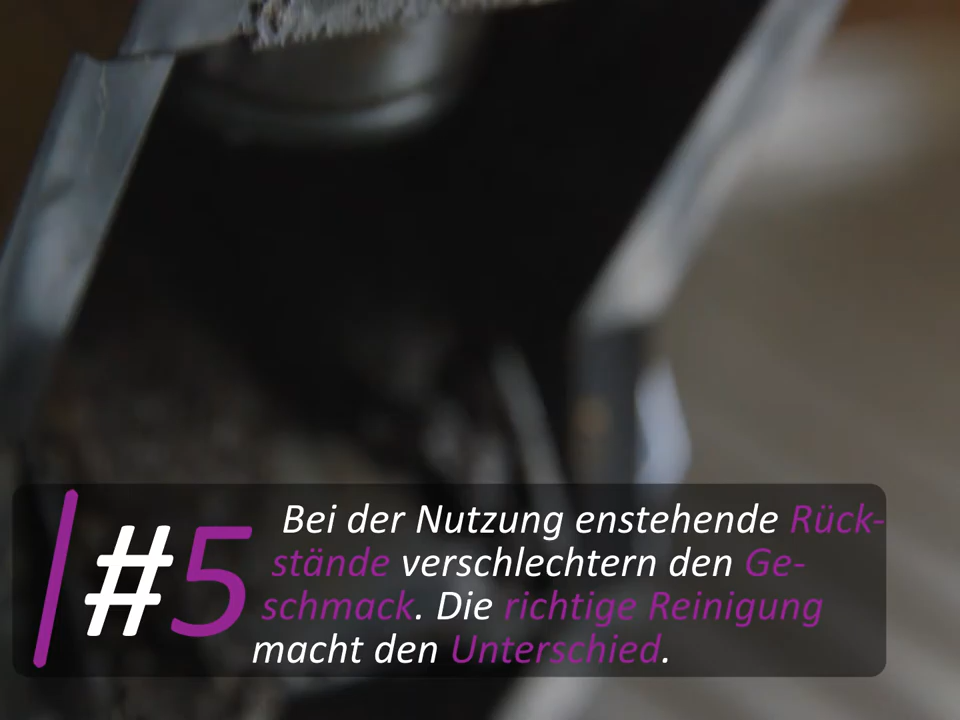 #5
Bei der Nutzung enstehende Rück-
stände verschlechtern den Ge-
schmack. Die richtige Reinigung
macht den Unterschied.